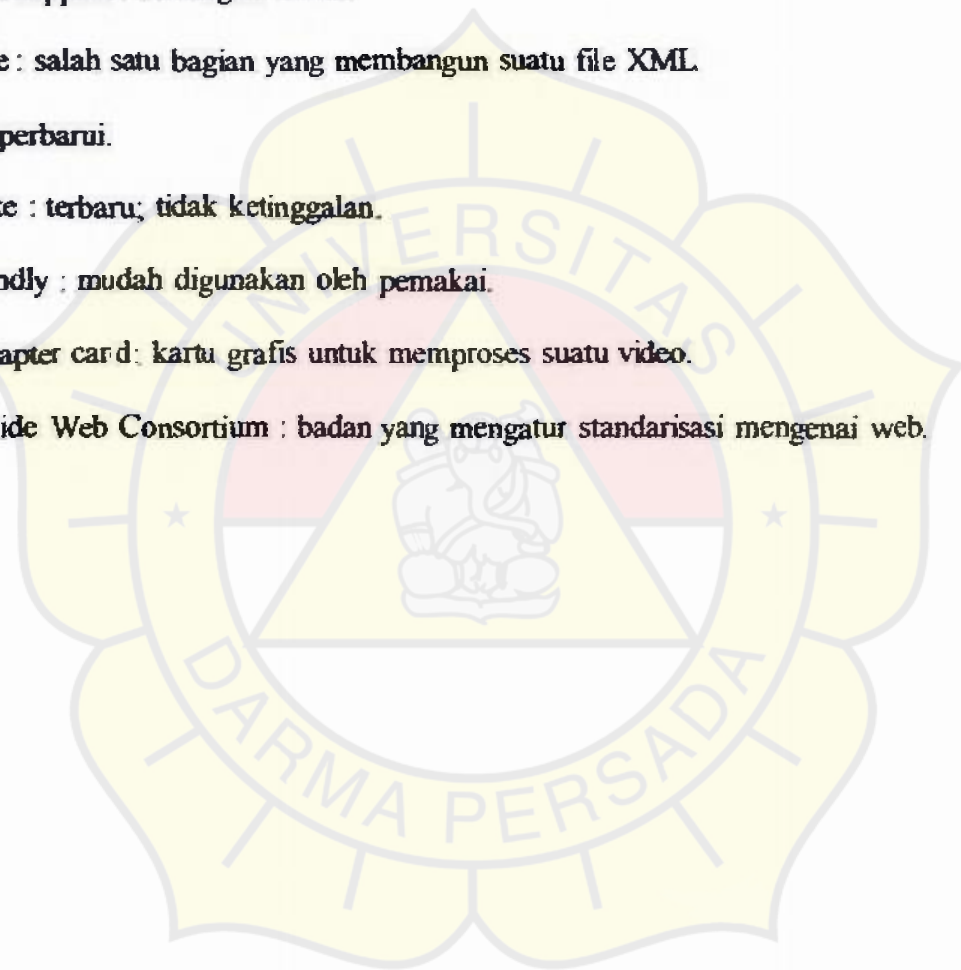 e : salah satu bagian yang membangun suatu file XML
perbarui.
te : terbaru; tidak ketinggalan.
ndly : mudah digunakan oleh pemakai.
apter card: kartu grafis untuk memproses suatu video.
ide Web Consortium : badan yang mengatur standarisasi mengenai web.
UNIVERSITAS
DARMA PERSADA